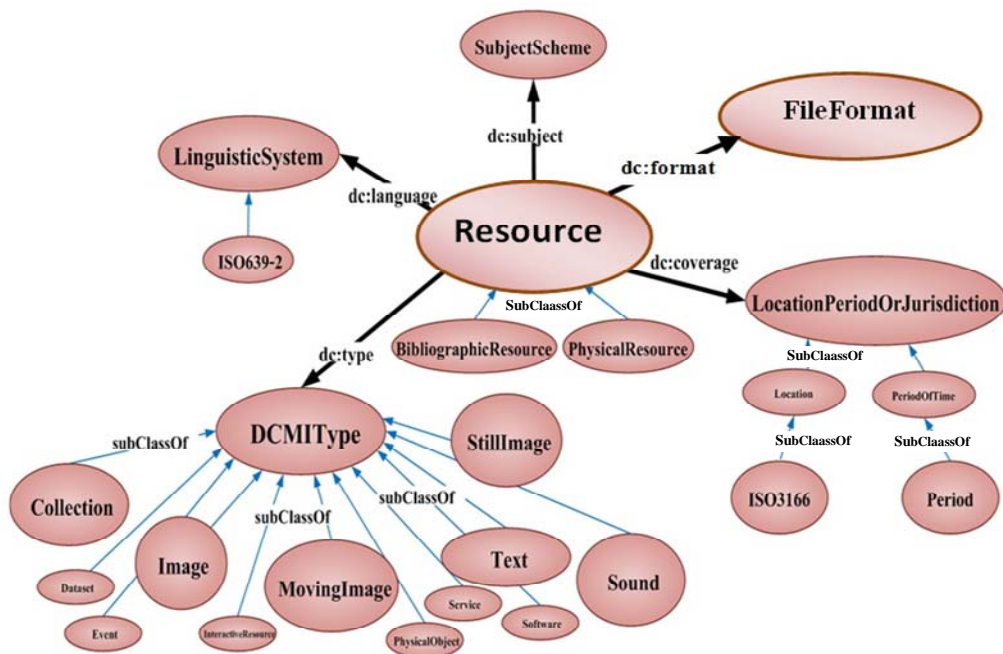 SubjectScheme
FileFormat
dc:subject
LinguisticSystem
dc:format
dc:language
Resource
ISO639-2
dc:coverage
SubClaassOf
LocationPeriodOrJurisdiction
BibliographicResource
PhysicalResource
dc:type
SubClaassOf
Location
PeriodOfTime
DCMIType
StillImage
subClassOf
SubClaassOf
SubClaassOf
Collection
ISO3166
Period
subClassOf
subClassOf
Image
Text
MovingImage
Sound
Dataset
Service
Software
Event
InteractiveResource
PhysicalObject